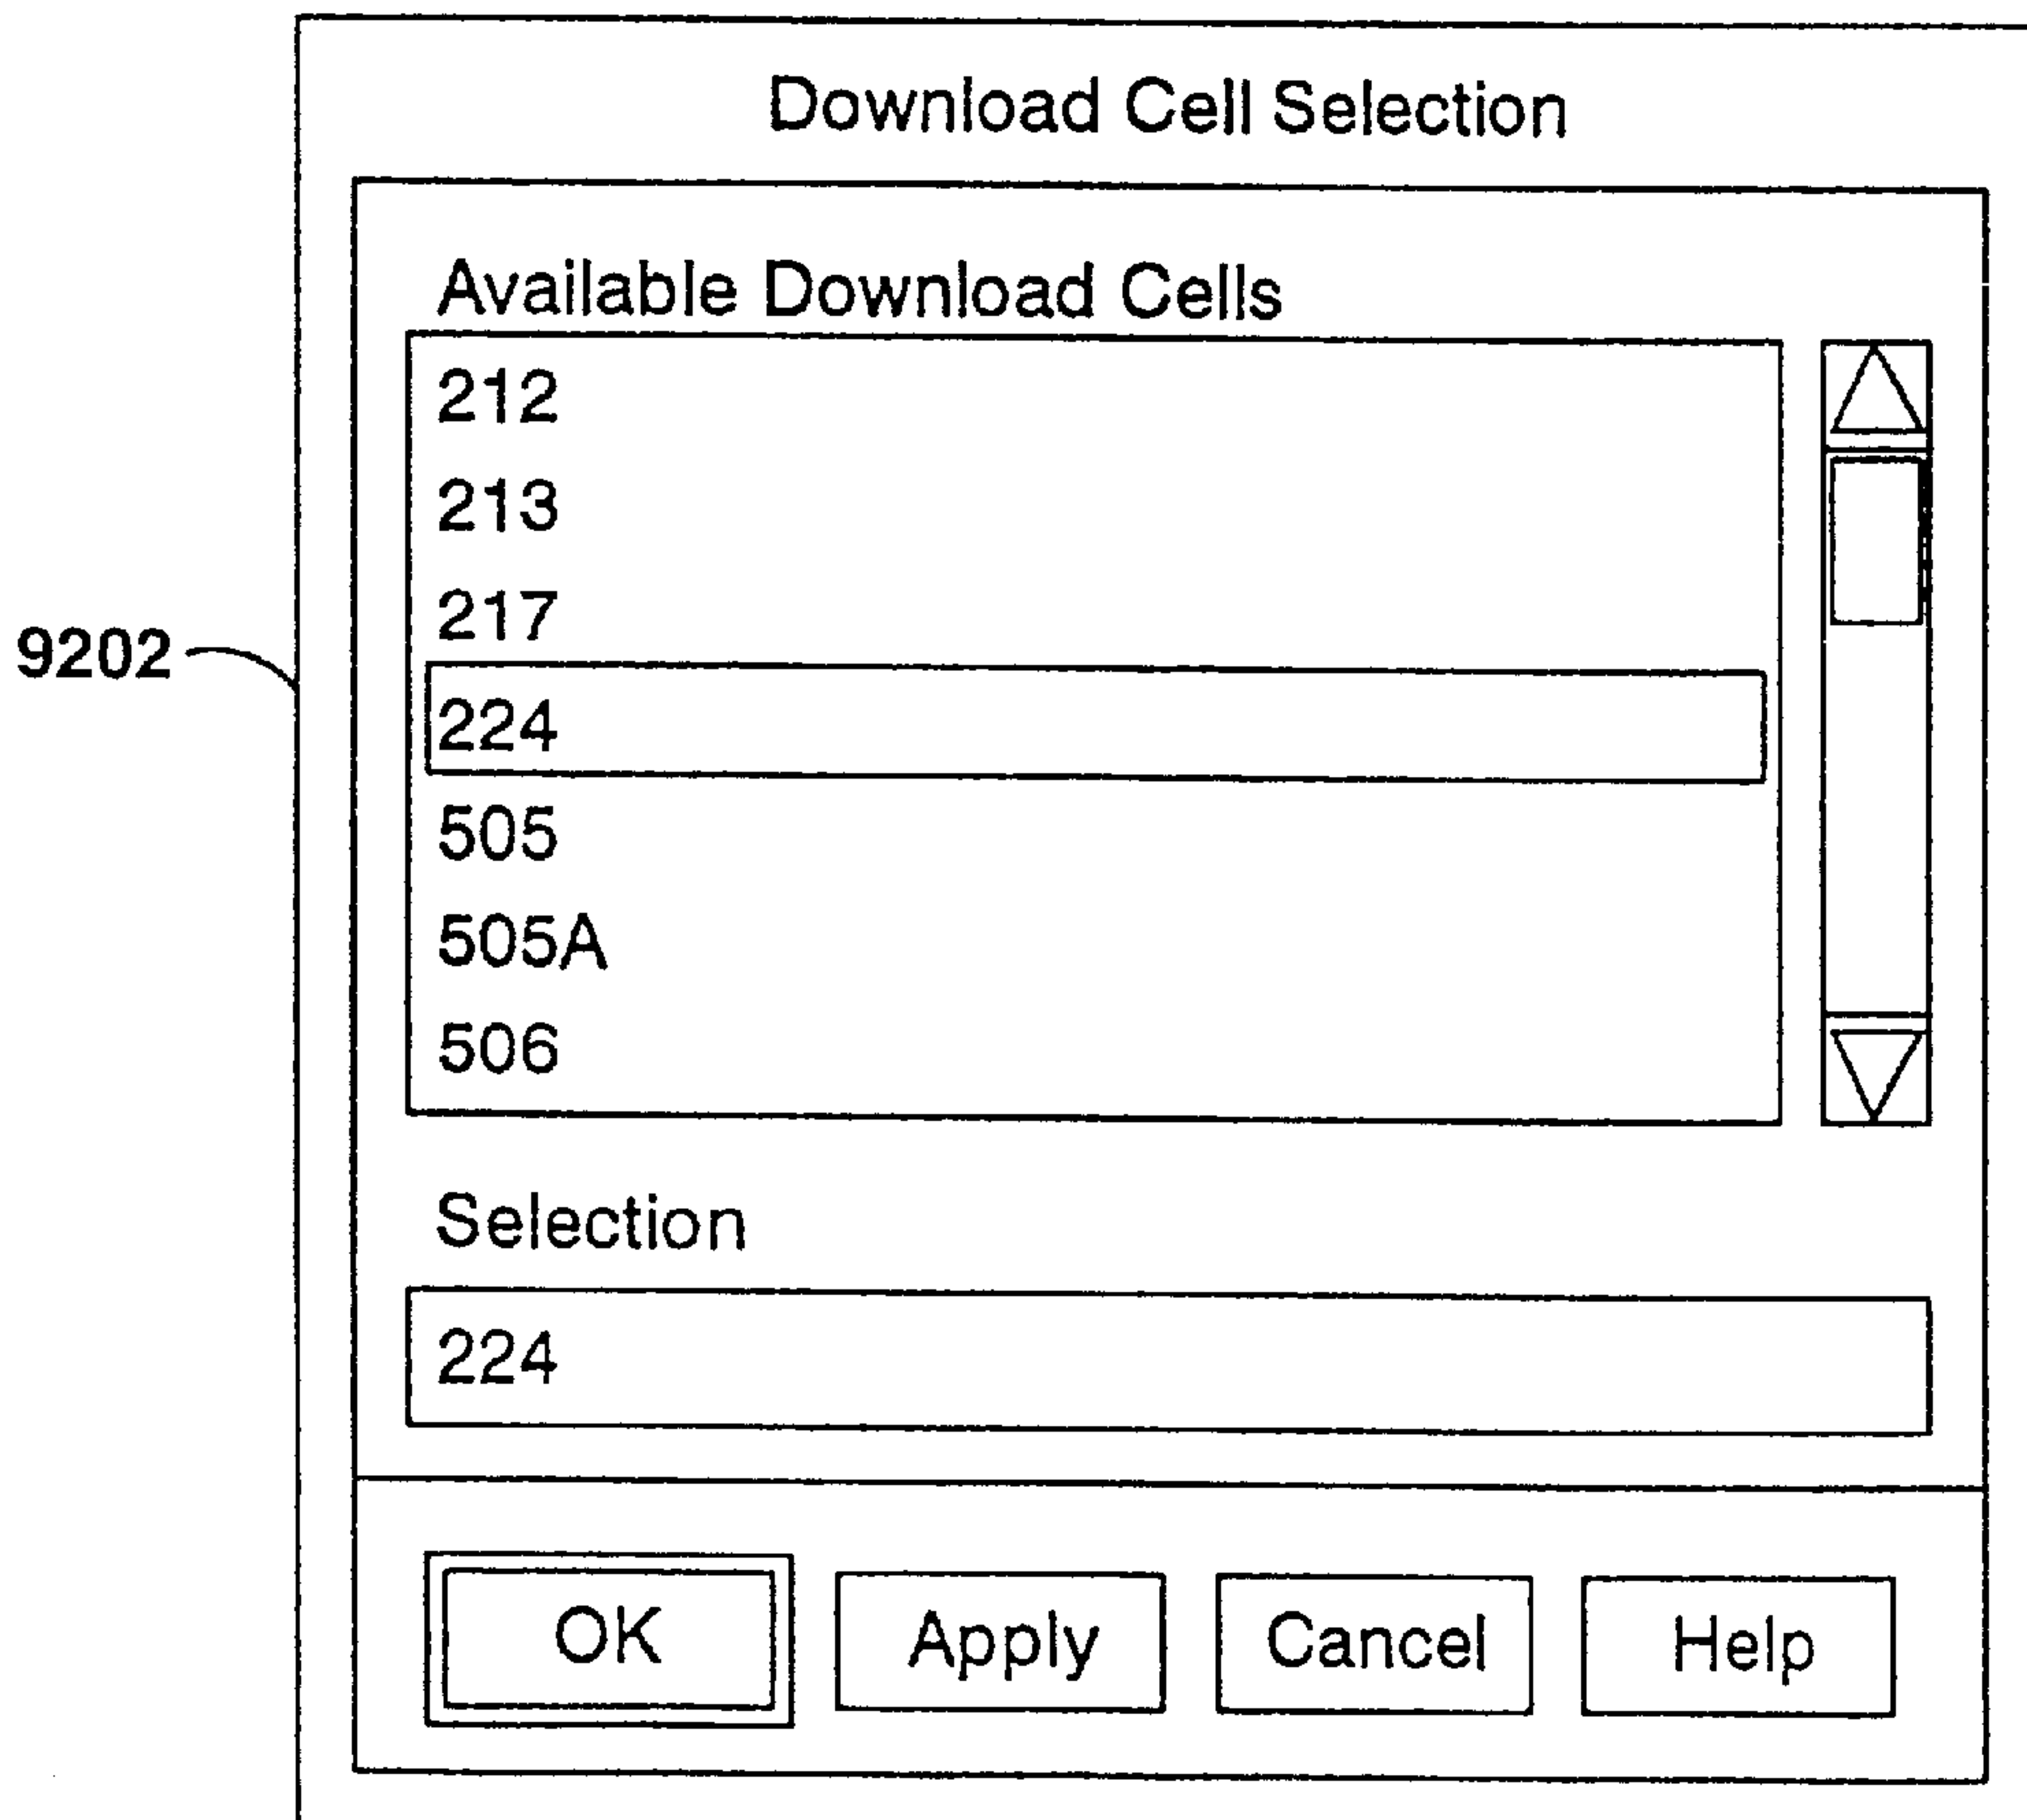 Download Cell Selection
Available Download Cells
212
213
217
9202
224
505
505A
506
Selection
224
OK Apply Cancel Help